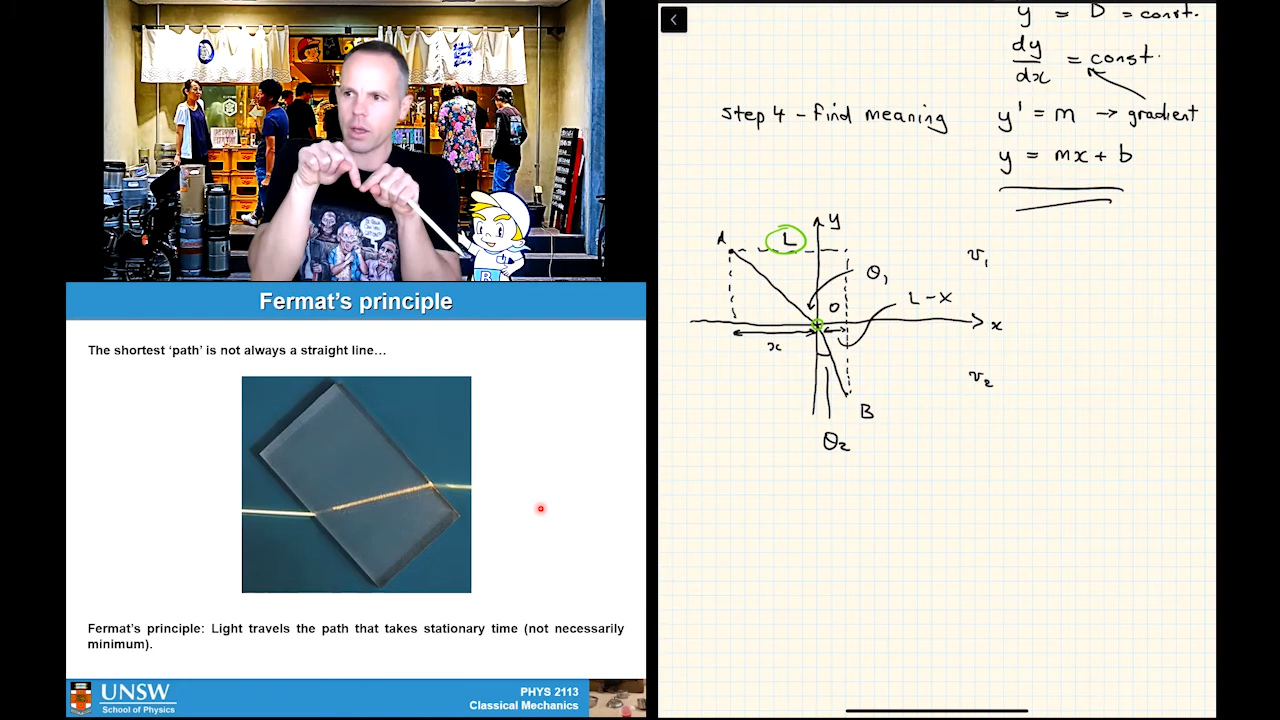 Fermat's principle
The shortest 'path' is not always a straight line...
Fermat's principle: Light travels the path that takes stationary time (not necessarily
minimum).
UNSW
School of Physics
PHYS 2113
Classical Mechanics
B
y = D = const.
dy
dx
= const.
step 4 - find meaning
y' = m → gradient
y = mx + b
y
A
L
v₁
θ₁
L - x
0
x
x
v₂
B
θ₂